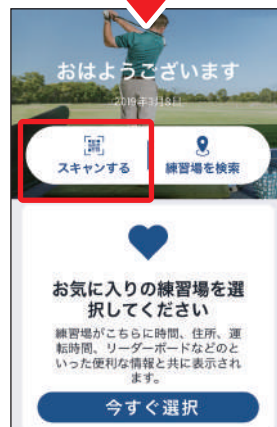 おはようございます
2019年3月8日
スキャンする
練習場を検索
お気に入りの練習場を選
択してください
練習場がこちらに時間、住所、運
転時間、リーダーボードなどのと
いった便利な情報と共に表示され
ます。
今すぐ選択